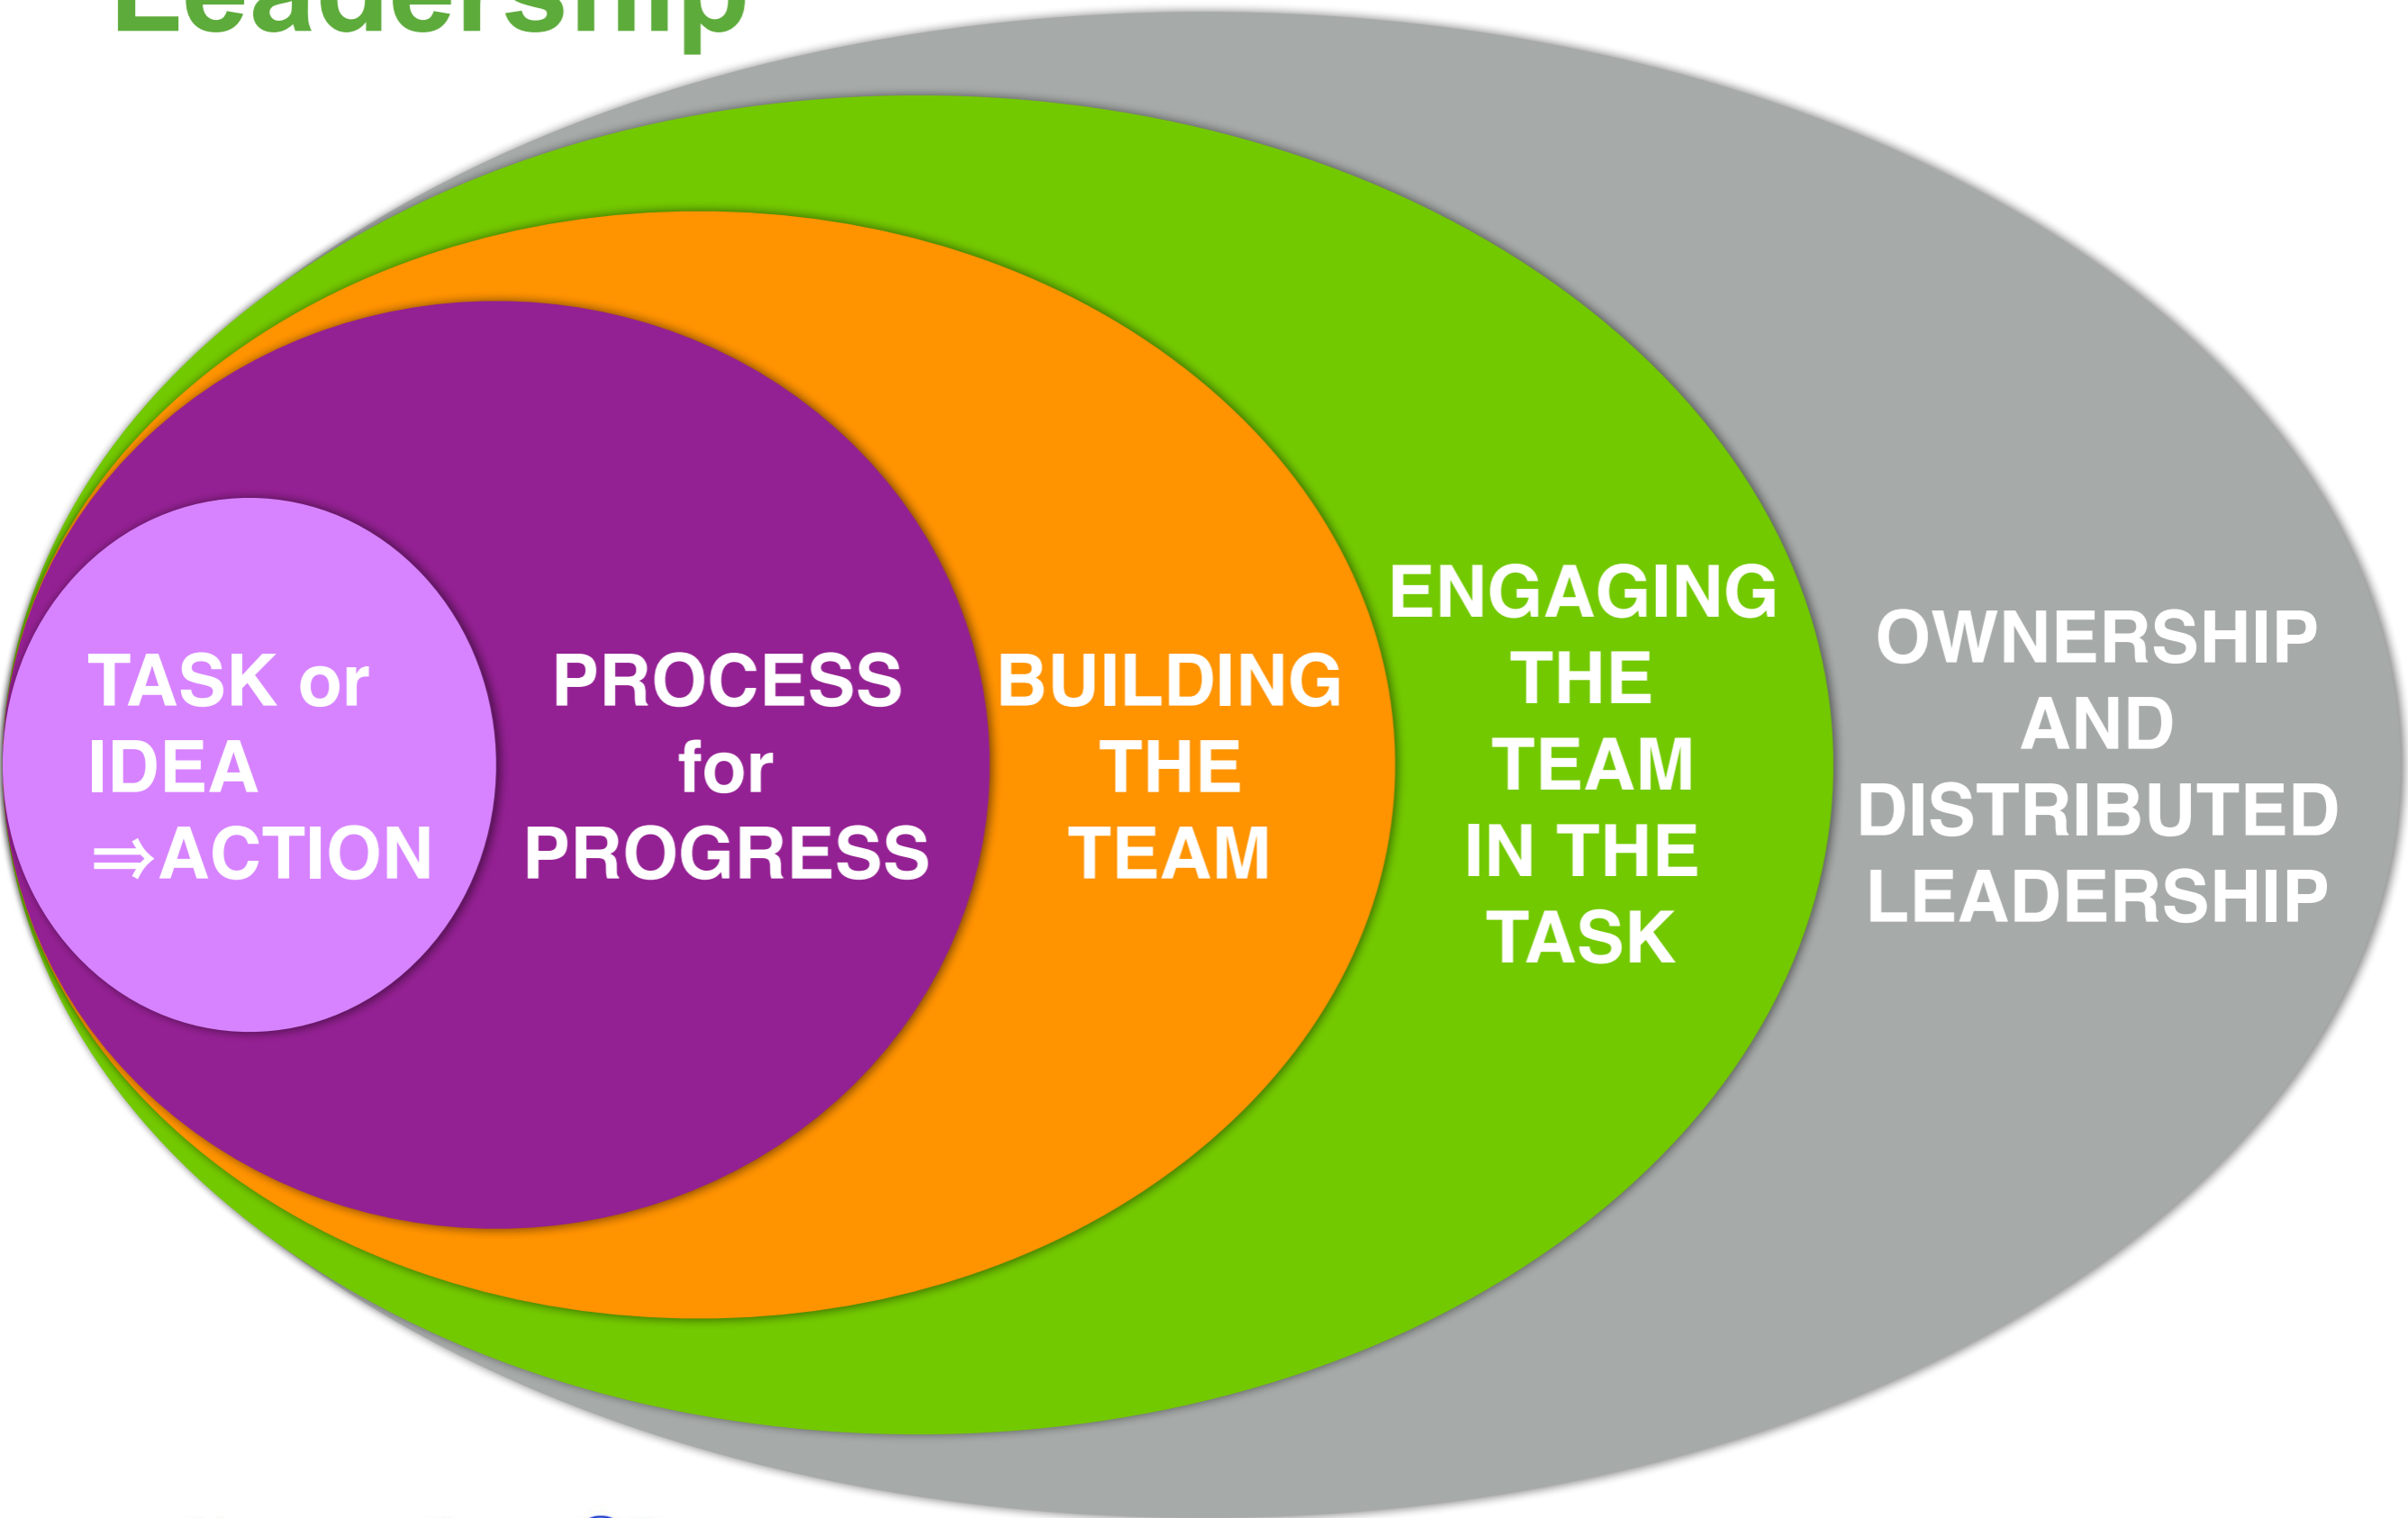 Leadership
TASK or
IDEA
⇒ACTION
PROCESS
for
PROGRESS
BUILDING
THE
TEAM
ENGAGING
THE
TEAM
IN THE
TASK
OWNERSHIP
AND
DISTRIBUTED
LEADERSHIP